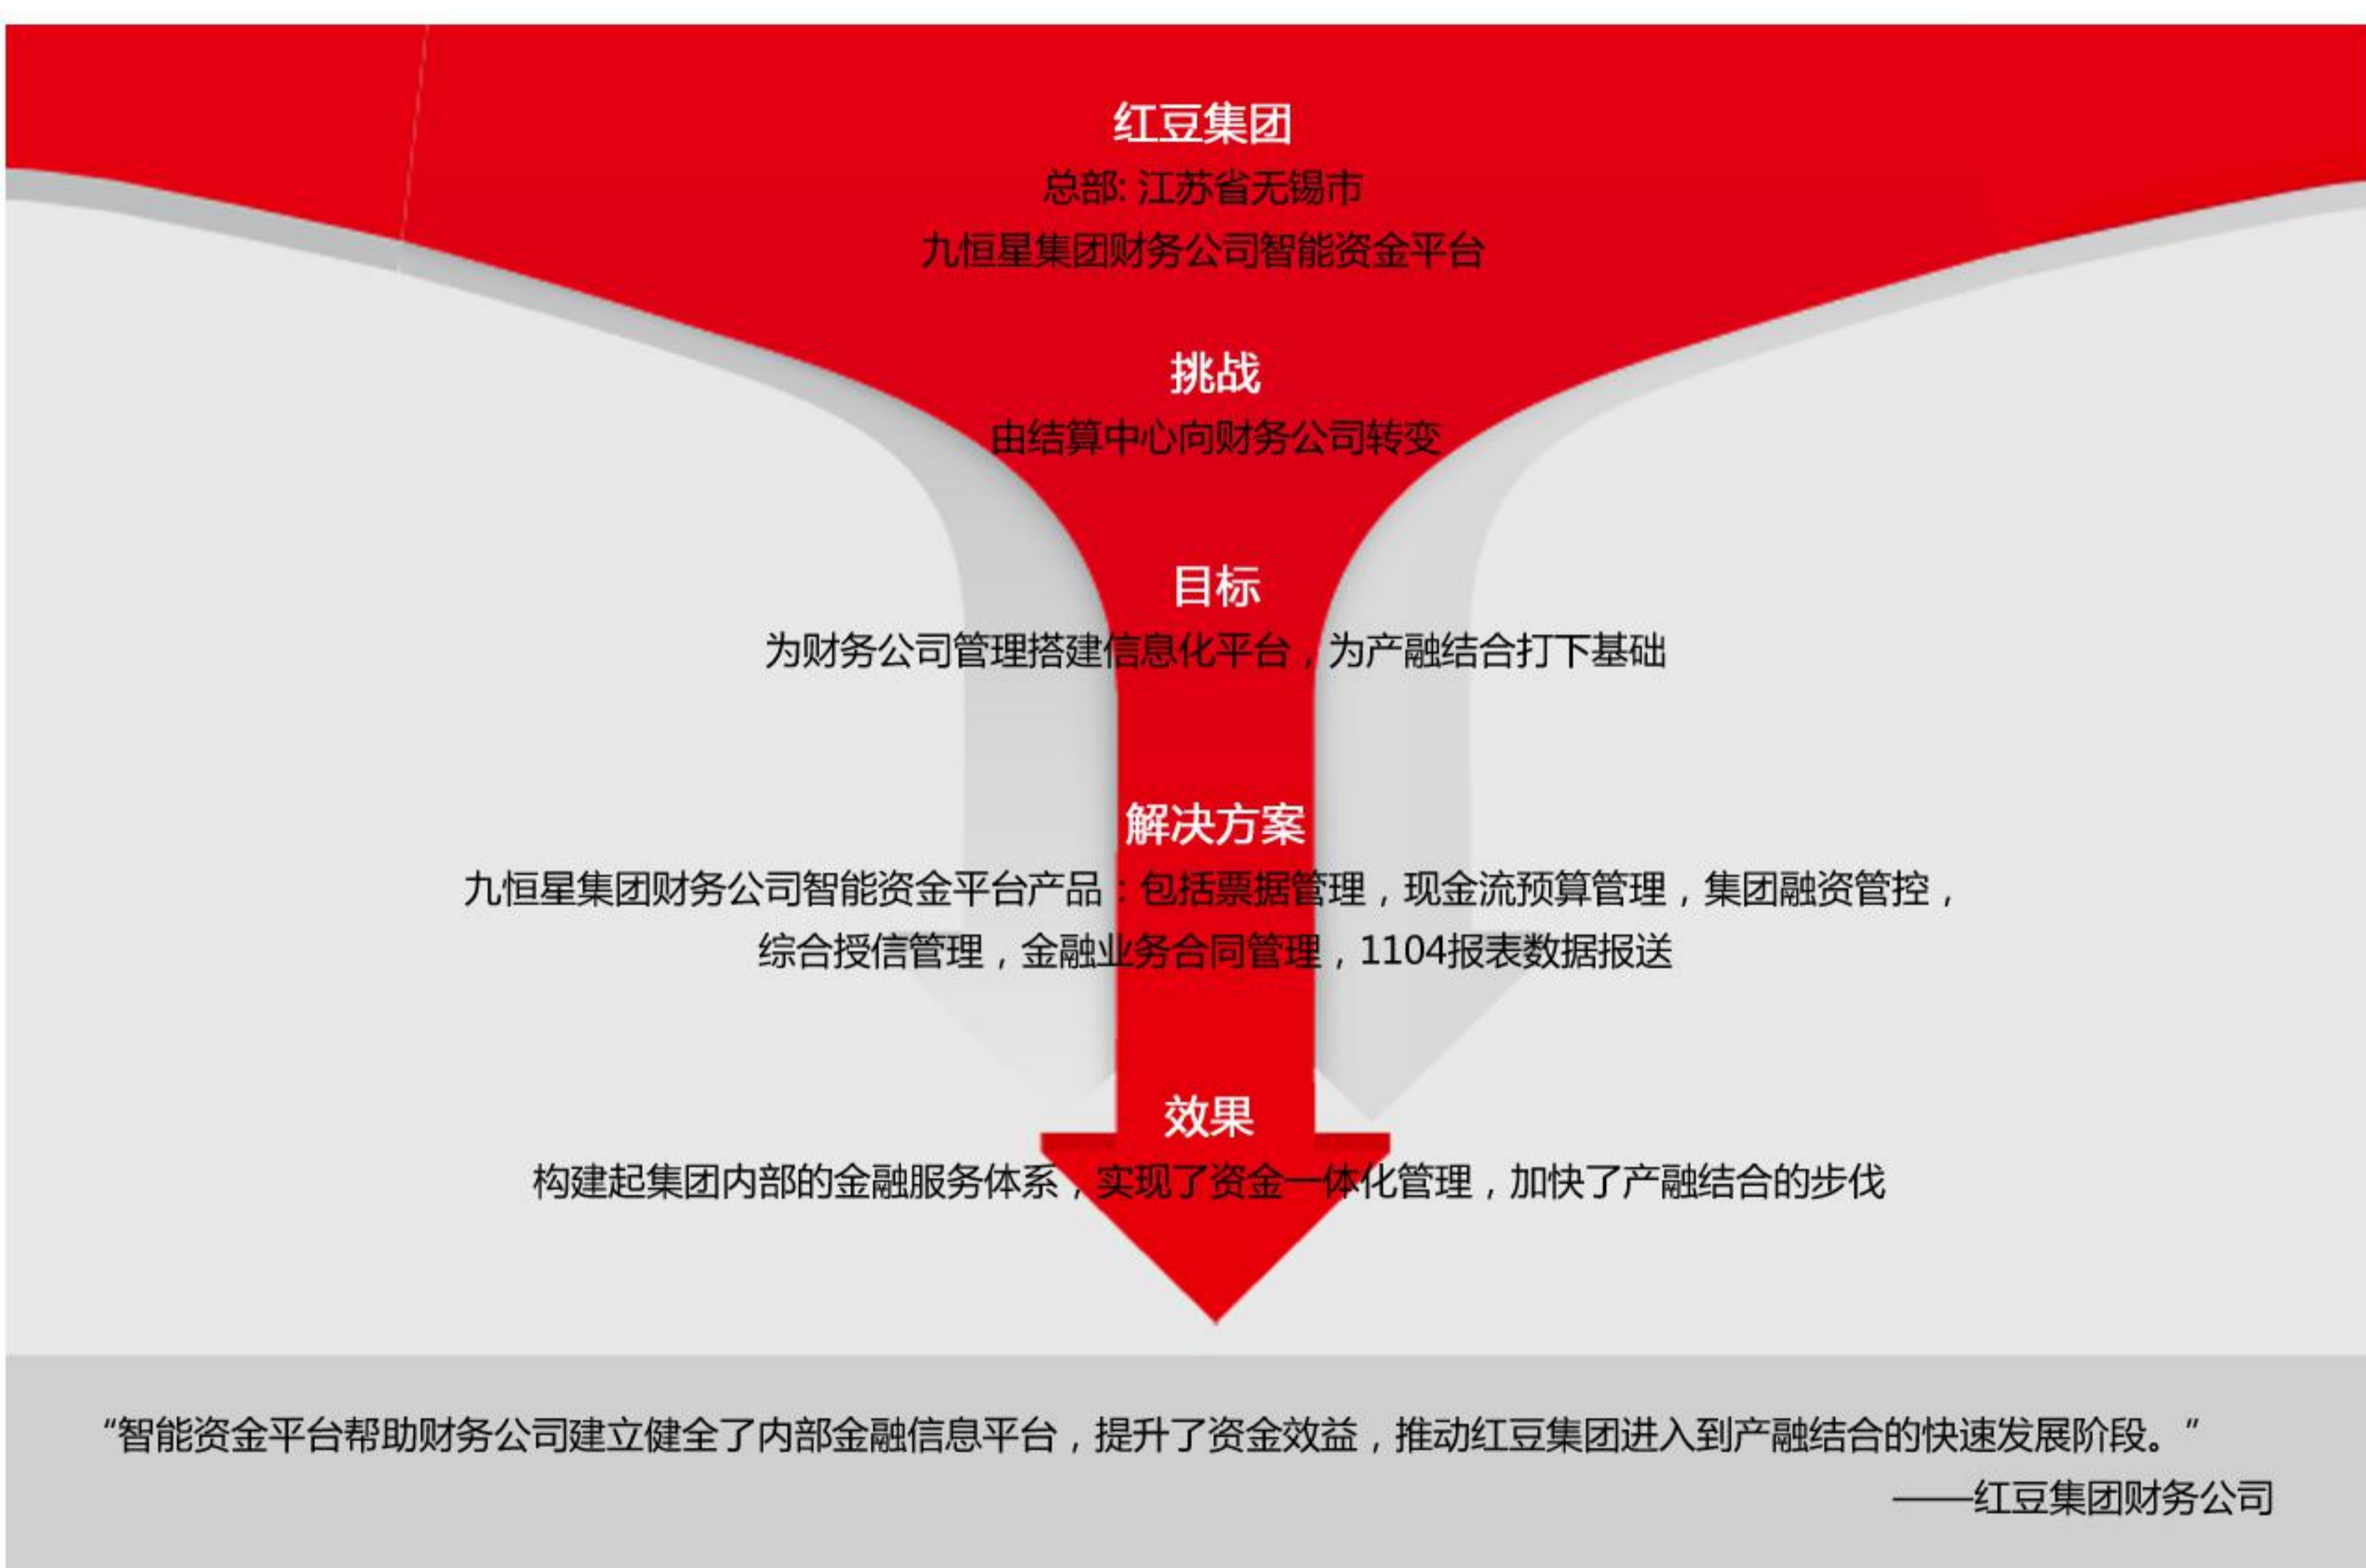 红豆集团
总部: 江苏省无锡市
九恒星集团财务公司智能资金平台
挑战
由结算中心向财务公司转变
目标
为财务公司管理搭建信息化平台，为产融结合打下基础
解决方案
九恒星集团财务公司智能资金平台产品：包括票据管理，现金流预算管理，集团融资管控，
综合授信管理，金融业务合同管理，1104报表数据报送
效果
构建起集团内部的金融服务体系，实现了资金一体化管理，加快了产融结合的步伐
“智能资金平台帮助财务公司建立健全了内部金融信息平台，提升了资金效益，推动红豆集团进入到产融结合的快速发展阶段。”
——红豆集团财务公司